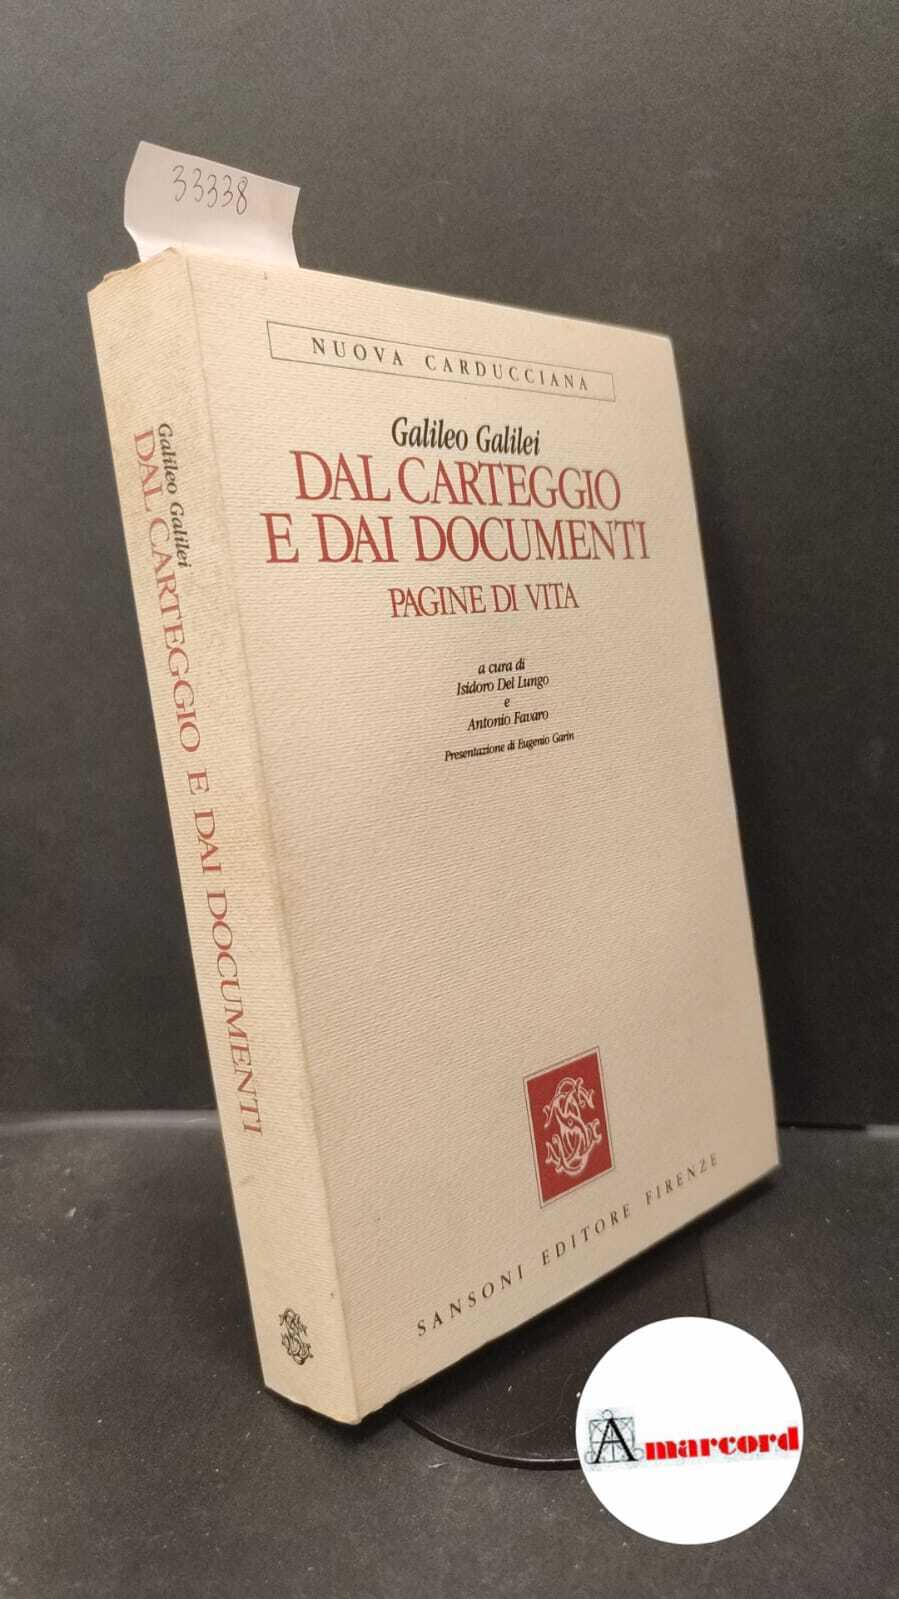 33338
NUOVA CARDUCCIANA
Galileo Galilei
DAL CARTEGGIO
E DAI DOCUMENTI
PAGINE DI VITA
a cura di
Isidoro Del Lungo
e
Antonio Favaro
Presentazione di Eugenio Garin
SANSONI EDITORE FIRENZE
Galileo Galilei
DAL CARTEGGIO E DAI DOCUMENTI
Amarcord